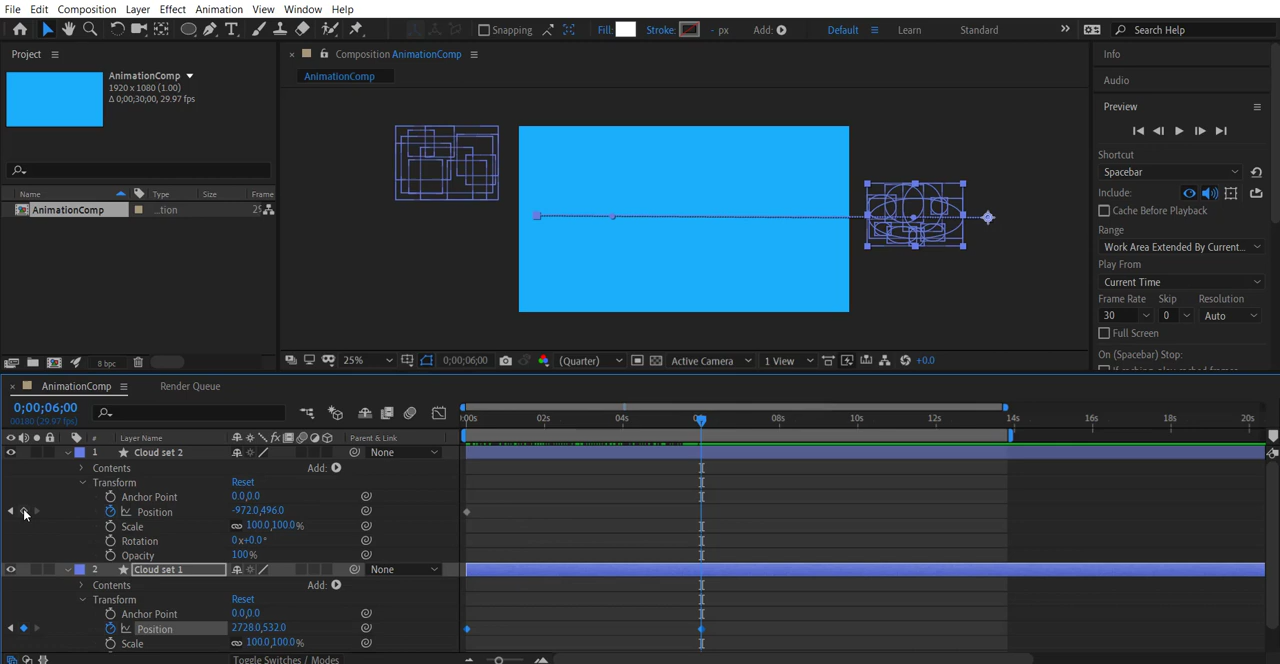 File Edit Composition Layer Effect Animation View Window Help
Snapping Fill: Stroke: - px Add: Default Learn Standard Search Help
Project
AnimationComp
1920 x 1080 (1.00)
Δ 0;00;30;00, 29.97 fps
Name Type Size Frame
AnimationComp ...tion 29
8 bpc
Composition AnimationComp
AnimationComp
25% 0;00;06;00 (Quarter) Active Camera 1 View +0.0
Info
Audio
Preview
Shortcut
Spacebar
Include:
Cache Before Playback
Range
Work Area Extended By Current...
Play From
Current Time
Frame Rate Skip Resolution
30 0 Auto
Full Screen
On (Spacebar) Stop:
AnimationComp Render Queue
0;00;06;00
00180 (29.97 fps)
:00s 02s 04s 08s 10s 12s 14s 16s 18s 20s
# Layer Name Parent & Link
1 Cloud set 2 None
Contents Add:
Transform Reset
Anchor Point 0.0,0.0
Position -972.0,496.0
Scale 100.0,100.0%
Rotation 0x+0.0°
Opacity 100%
2 Cloud set 1 None
Contents Add:
Transform Reset
Anchor Point 0.0,0.0
Position 2728.0,532.0
Scale 100.0,100.0%
Toggle Switches / Modes